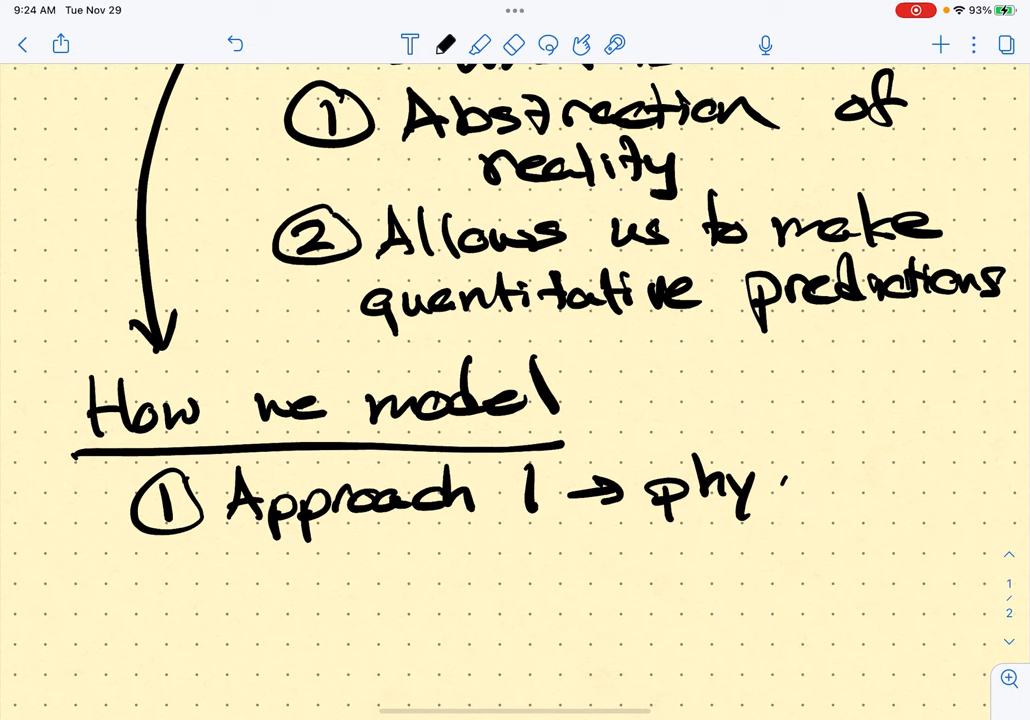 9:24 AM Tue Nov 29
93%
① Abstraction of
reality
② Allows us to make
quantitative predictions
How we model
① Approach 1 → phy
1
/
2